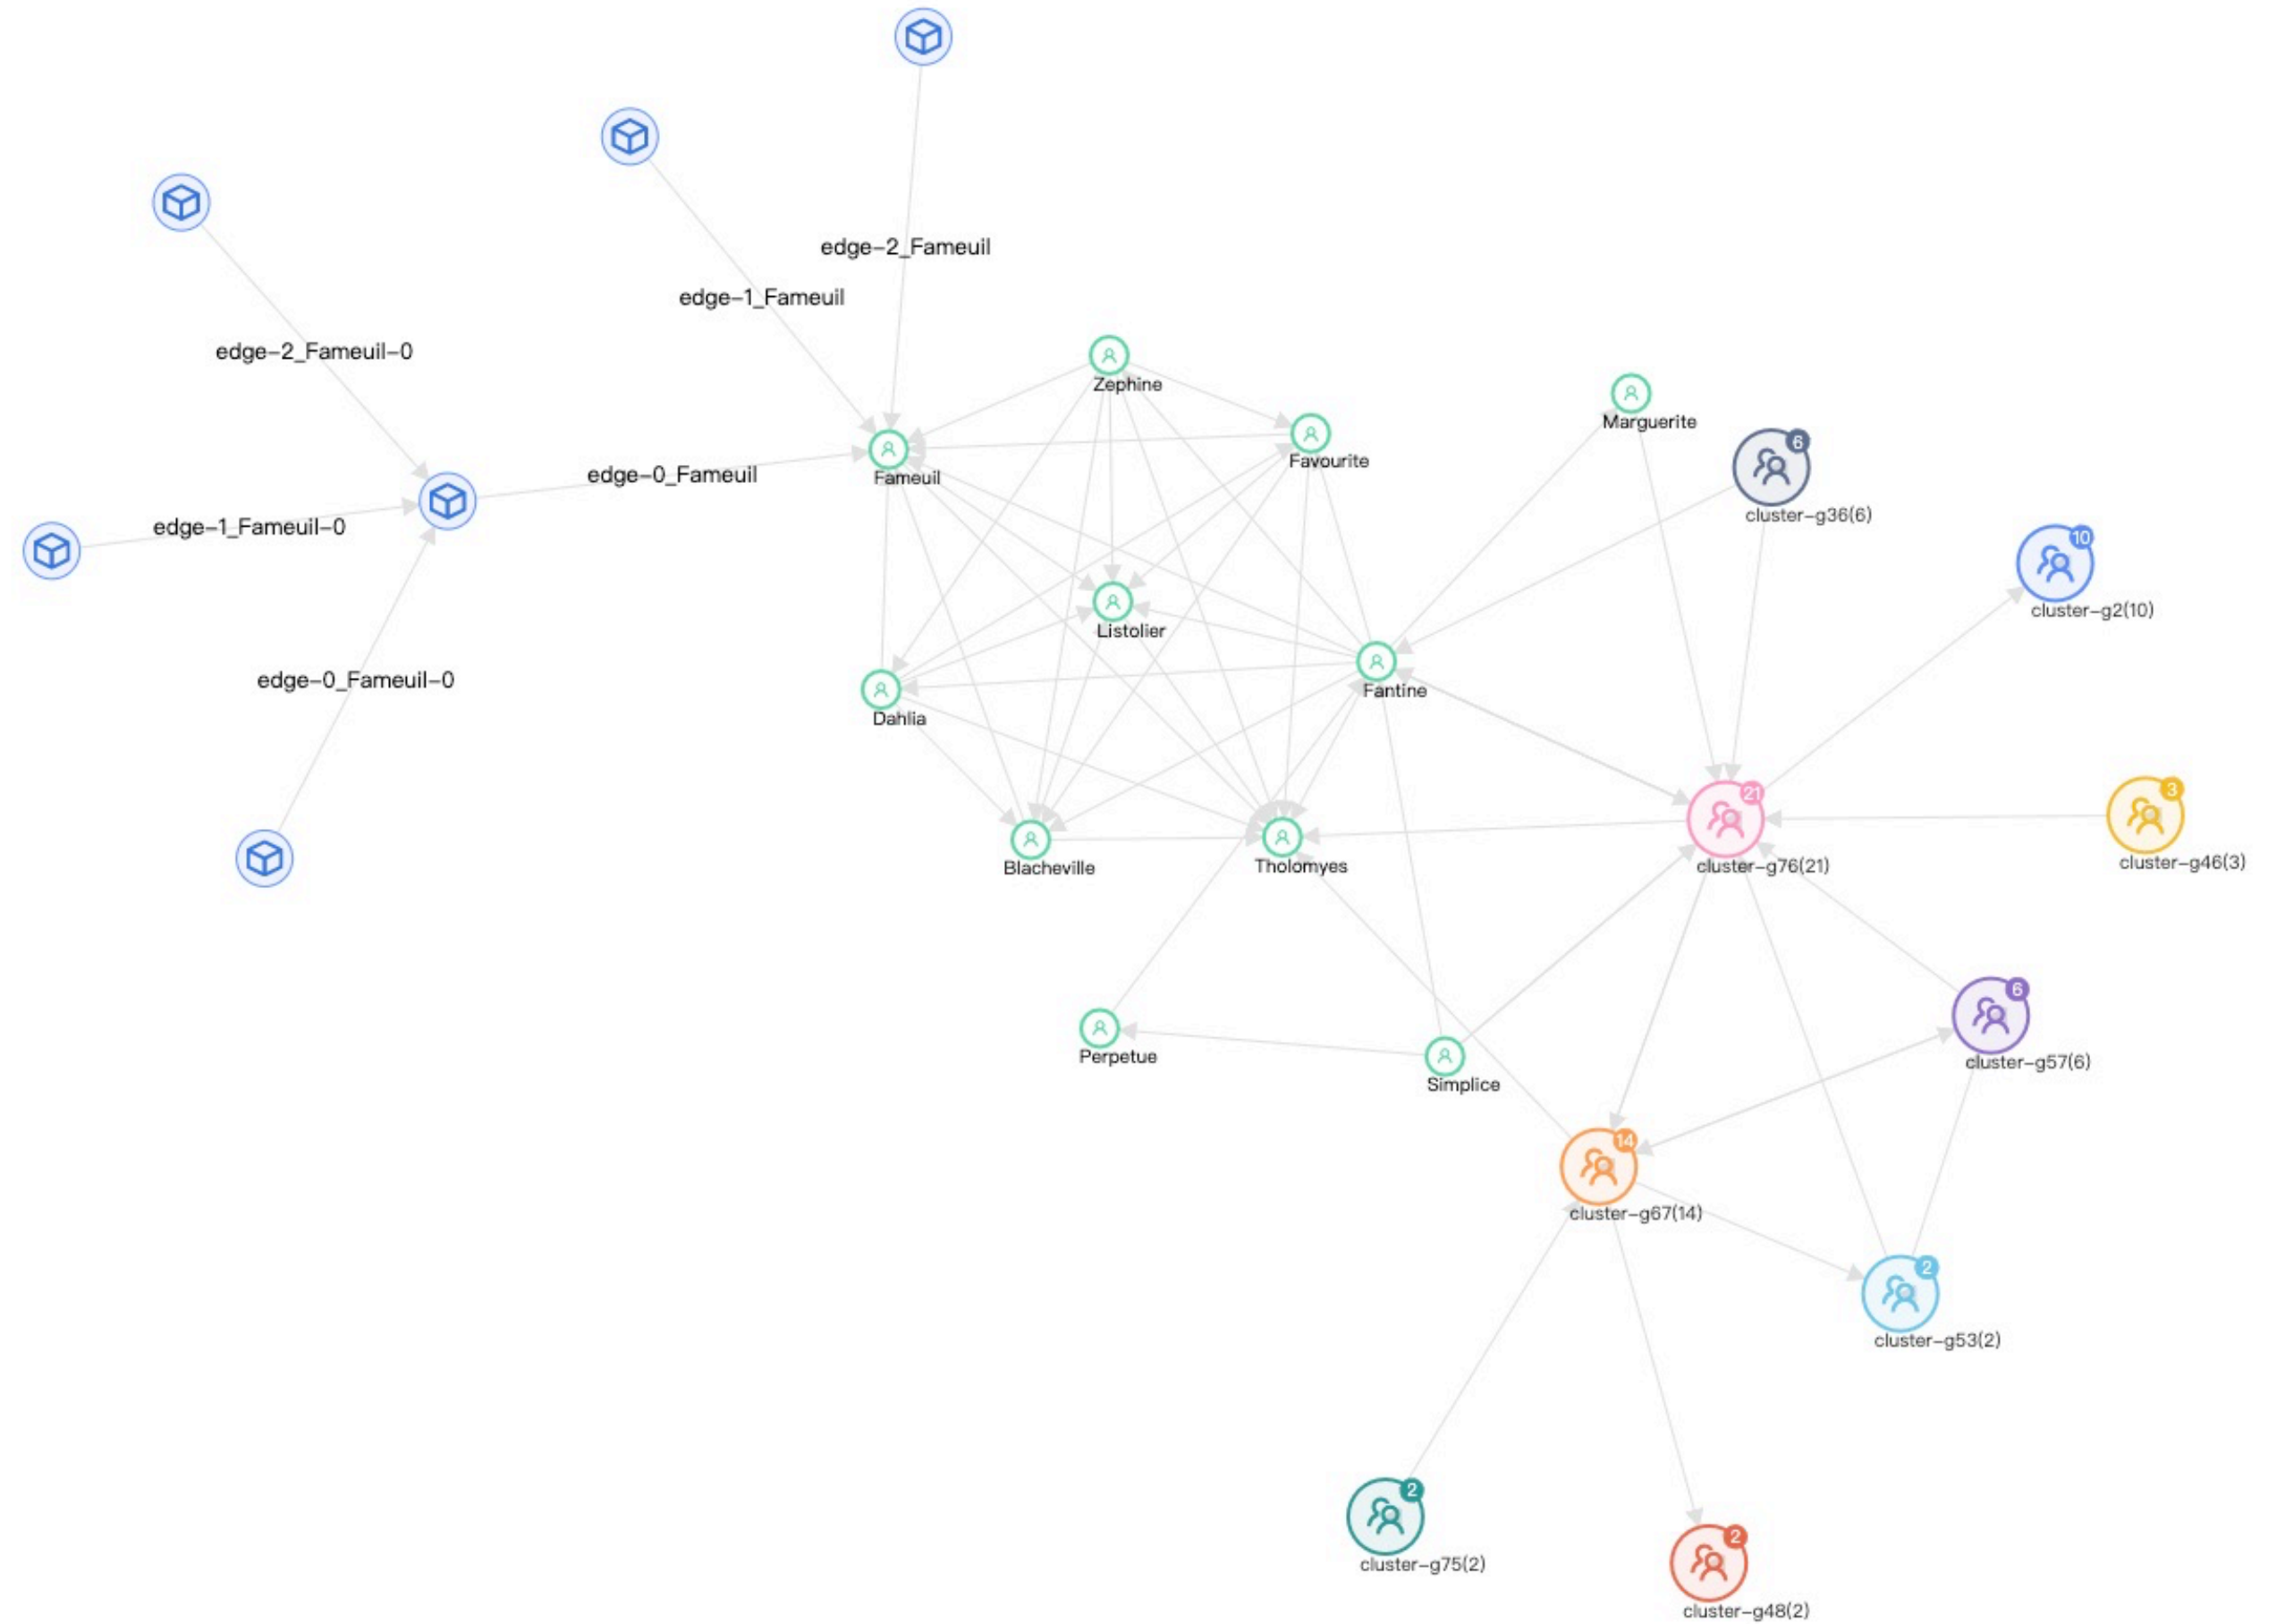 edge-2_Fameuil
edge-1_Fameuil
edge-2_Fameuil-0
Zephine
Marguerite
6
Favourite
edge-0_Fameuil
Fameuil
cluster-g36(6)
edge-1_Fameuil-0
10
cluster-g2(10)
Listolier
edge-0_Fameuil-0
Fantine
Dahlia
21
3
Blacheville
Tholomyes
cluster-g76(21)
cluster-g46(3)
6
Perpetue
cluster-g57(6)
Simplice
14
cluster-g67(14)
2
cluster-g53(2)
2
cluster-g75(2)
2
cluster-g48(2)